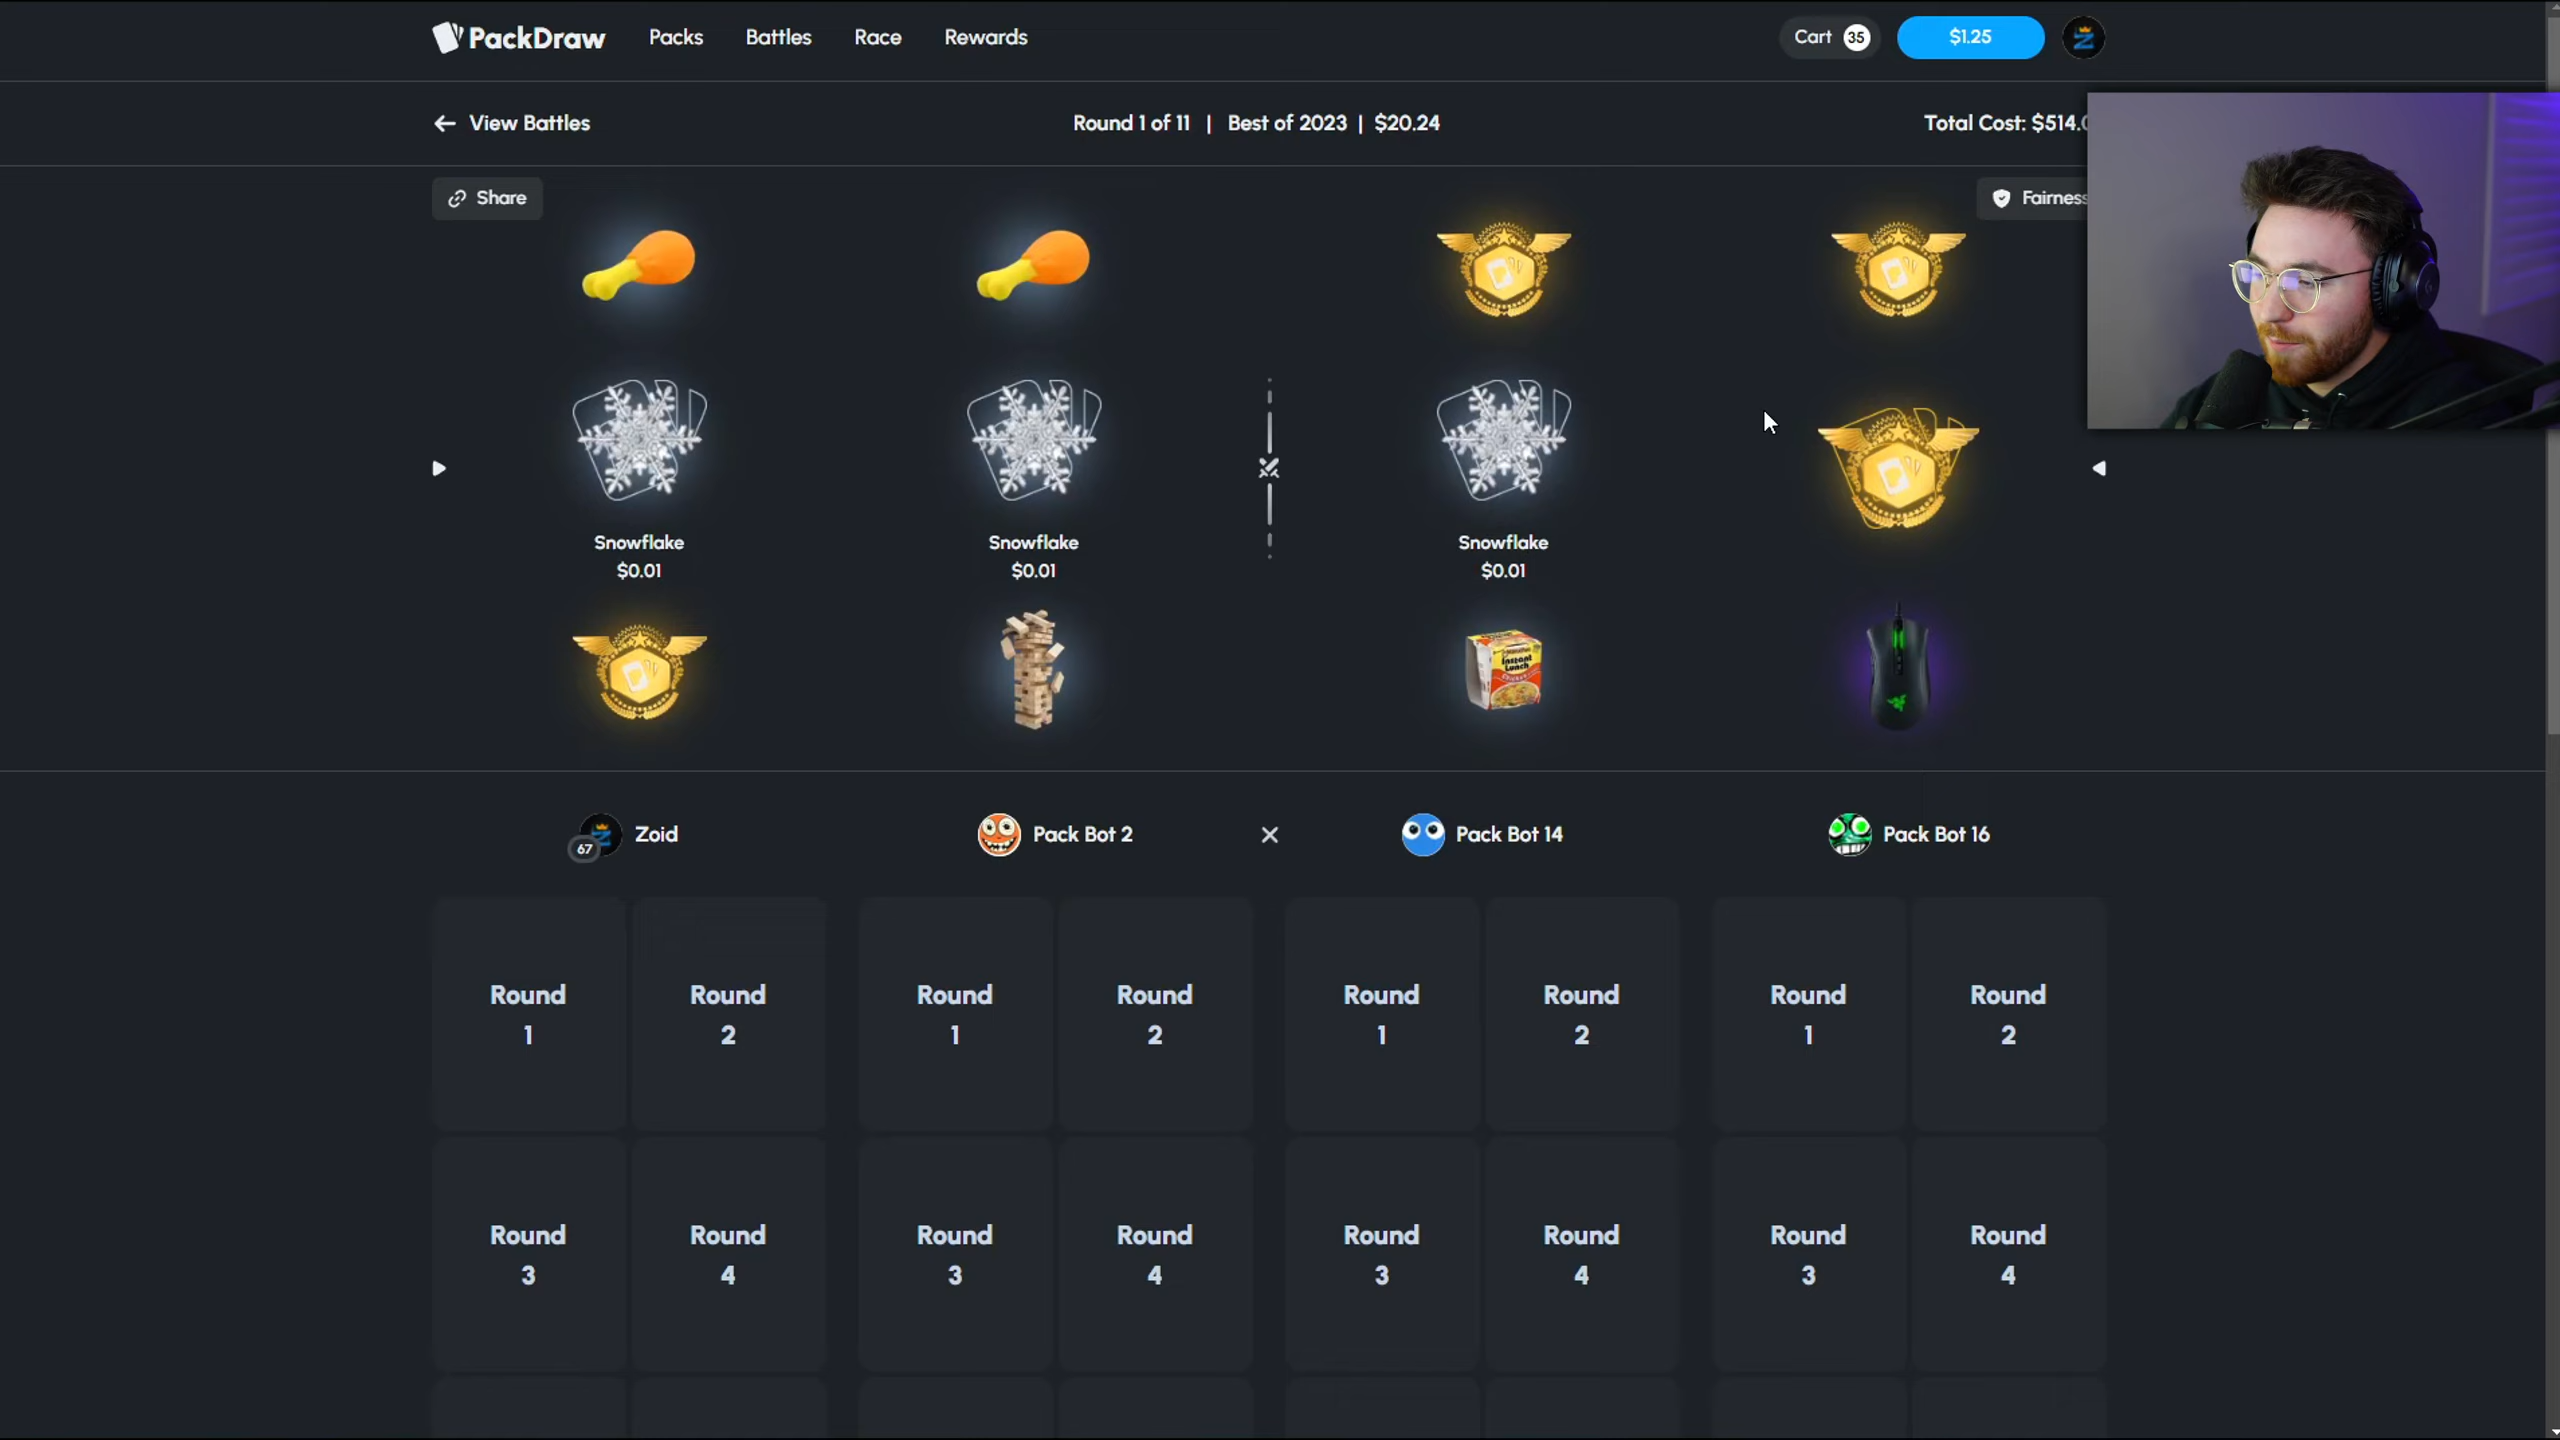 PackDraw
Packs
Battles
Race
Rewards
Cart 35
$1.25
View Battles
Round 1 of 11 | Best of 2023 | $20.24
Total Cost: $514.
Share
Fairness
Snowflake
$0.01
Snowflake
$0.01
Snowflake
$0.01
Instant
Lunch
67
Zoid
Pack Bot 2
Pack Bot 14
Pack Bot 16
Round
1
Round
2
Round
1
Round
2
Round
1
Round
2
Round
1
Round
2
Round
3
Round
4
Round
3
Round
4
Round
3
Round
4
Round
3
Round
4